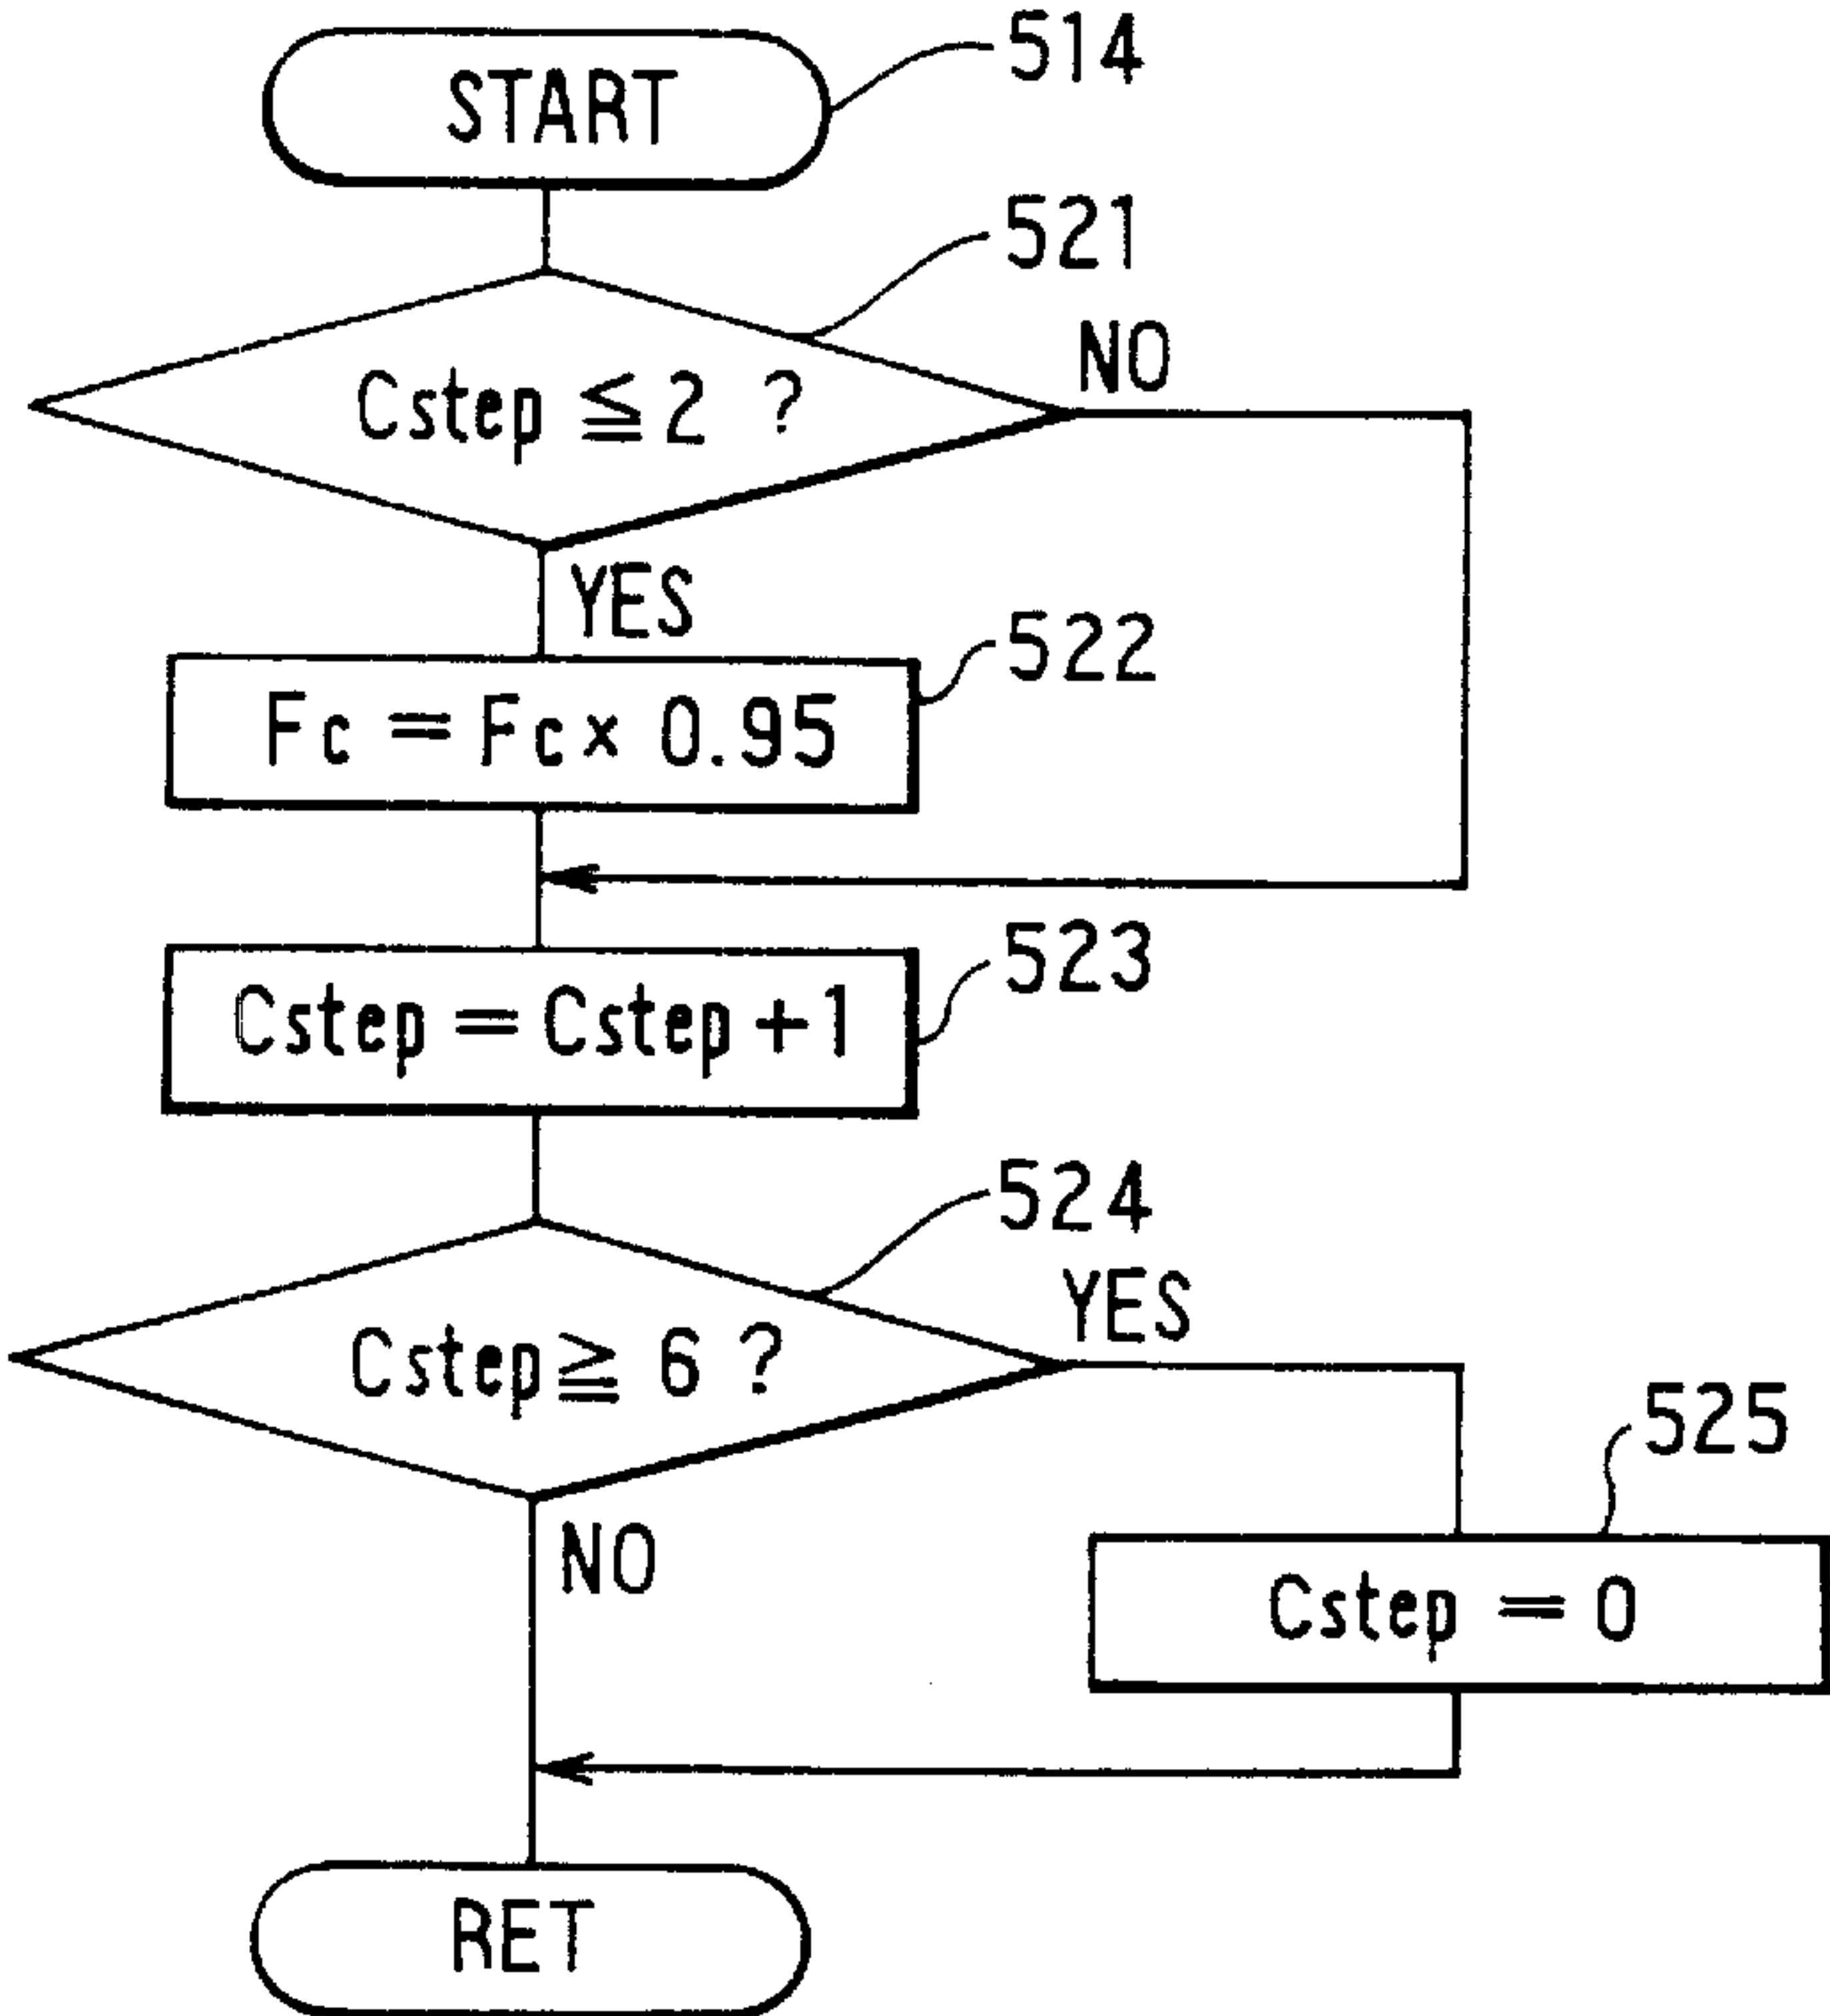 START
514
521
Cstep ≦ 2 ?
NO
YES
522
Fc = Fc × 0.95
523
Cstep = Cstep + 1
524
Cstep ≧ 6 ?
YES
NO
525
Cstep = 0
RET